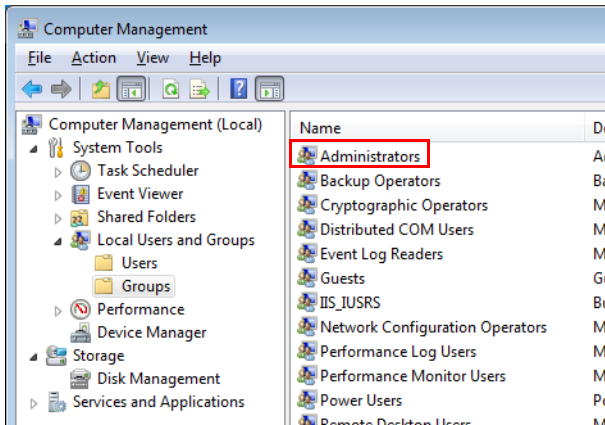 Computer Management
File Action View Help
Computer Management (Local)
System Tools
Task Scheduler
Event Viewer
Shared Folders
Local Users and Groups
Users
Groups
Performance
Device Manager
Storage
Disk Management
Services and Applications
Name
Administrators
Backup Operators
Cryptographic Operators
Distributed COM Users
Event Log Readers
Guests
IIS_IUSRS
Network Configuration Operators
Performance Log Users
Performance Monitor Users
Power Users
Remote Desktop Users